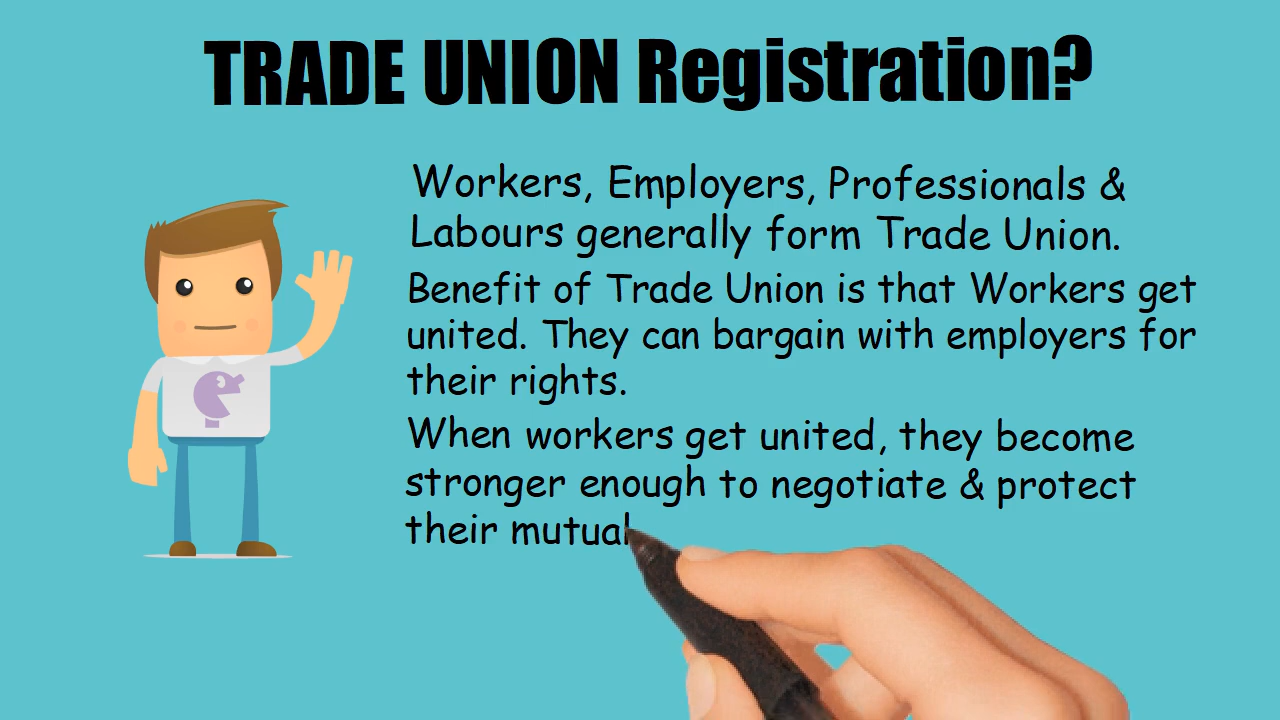 TRADE UNION Registration?
Workers, Employers, Professionals &
Labours generally form Trade Union.
Benefit of Trade Union is that Workers get
united. They can bargain with employers for
their rights.
When workers get united, they become
stronger enough to negotiate & protect
their mutual